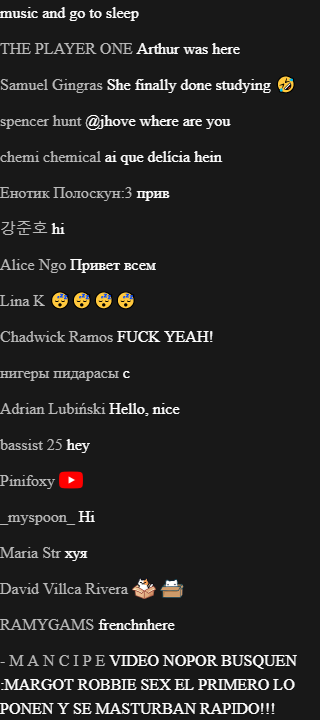 music and go to sleep
THE PLAYER ONE Arthur was here
Samuel Gingras She finally done studying 🤣
spencer hunt @jhove where are you
chemi chemical ai que delícia hein
Енотик Полоскун:3 прив
강준호 hi
Alice Ngo Привет всем
Lina K 😴 😴 😴 😴
Chadwick Ramos FUCK YEAH!
нигеры пидарасы с
Adrian Lubiński Hello, nice
bassist 25 hey
Pinifoxy
_myspoon_ Hi
Maria Str хуя
David Villca Rivera
RAMYGAMS frenchnhere
- M A N C I P E VIDEO NOPOR BUSQUEN
:MARGOT ROBBIE SEX EL PRIMERO LO
PONEN Y SE MASTURBAN RAPIDO!!!